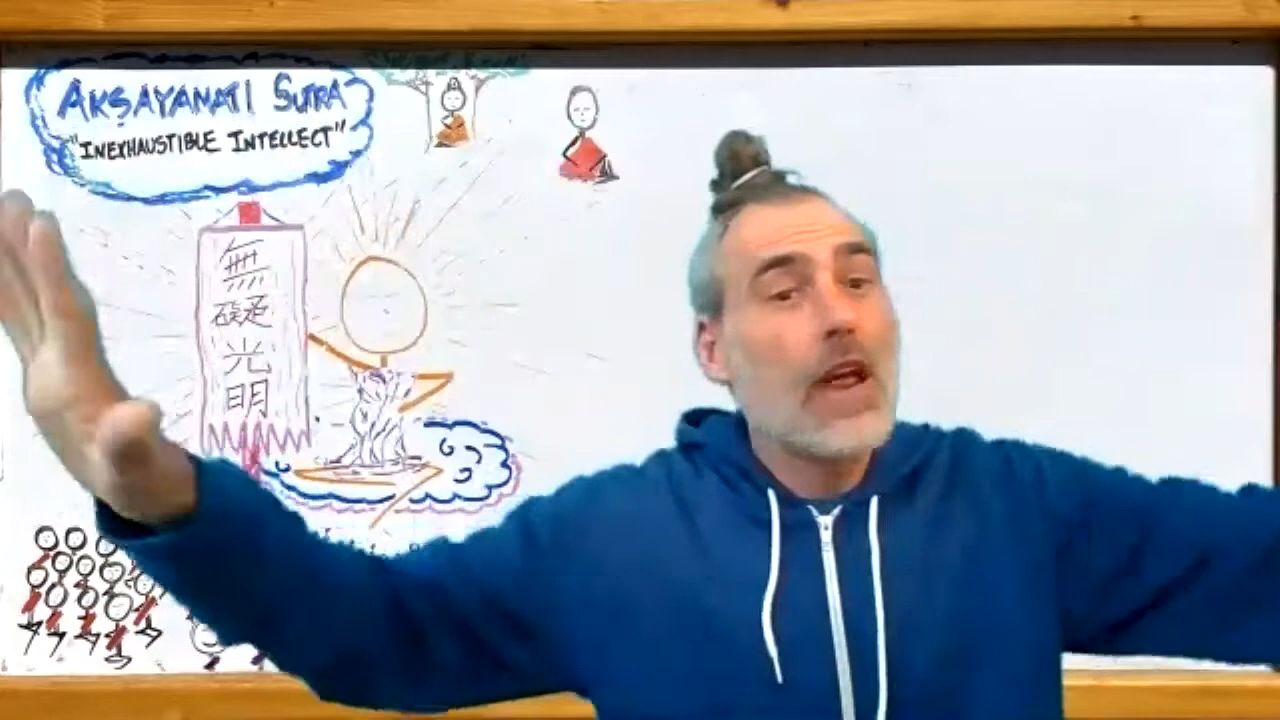 AKṢAYAMATI SUTRA
"INEXHAUSTIBLE INTELLECT"
無
礙
光
明